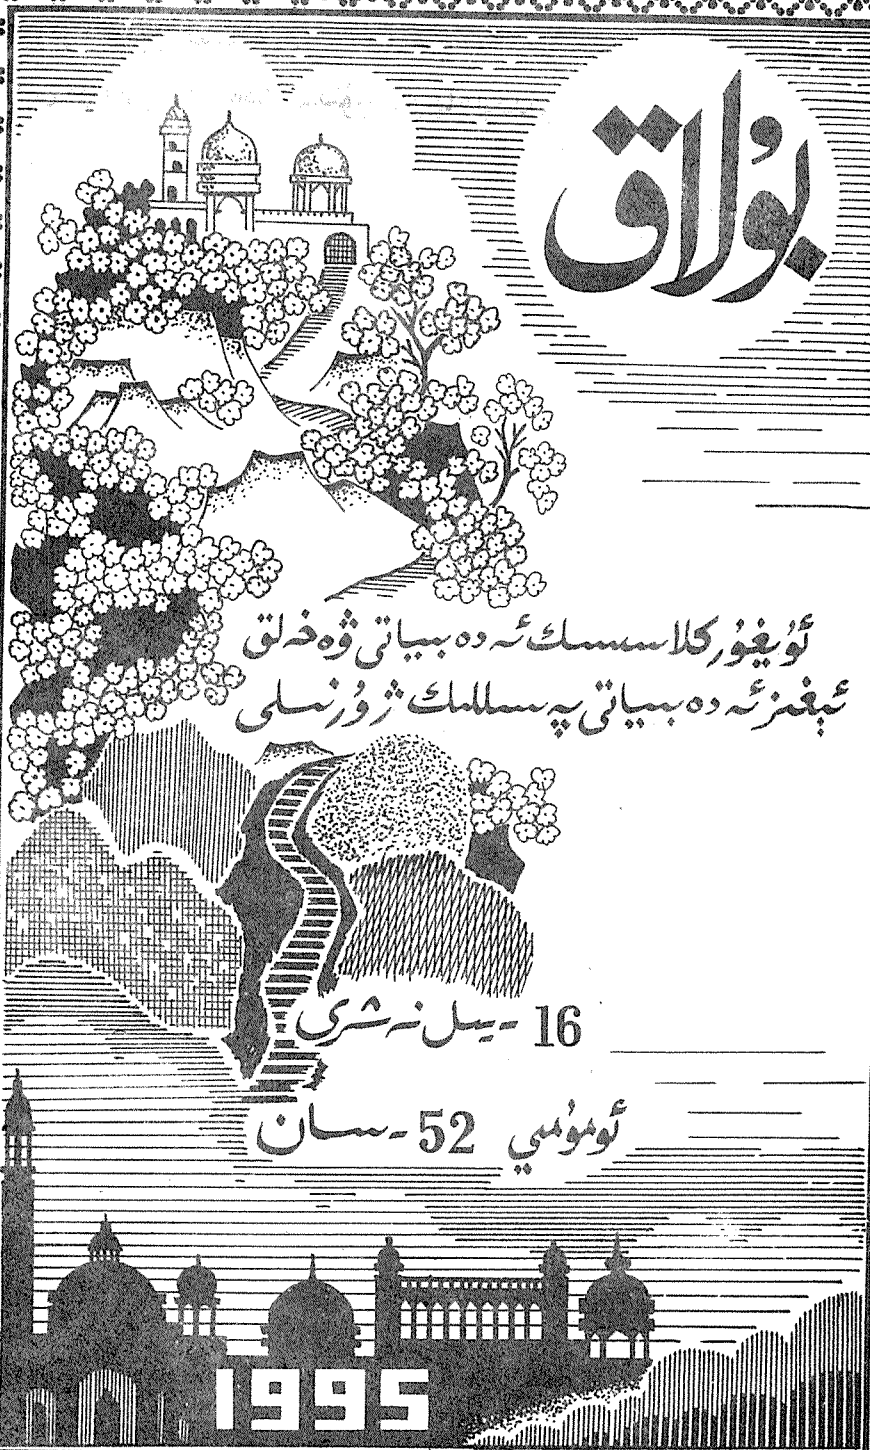 بۇلاق
ئۇيغۇر كلاسسىك ئەدەبىياتى ۋە خەلق
ئېغىز ئەدەبىياتى پەسىللىك ژۇرنىلى
16 - يىل نەشرى
ئومۇمىي 52 - سان
1995